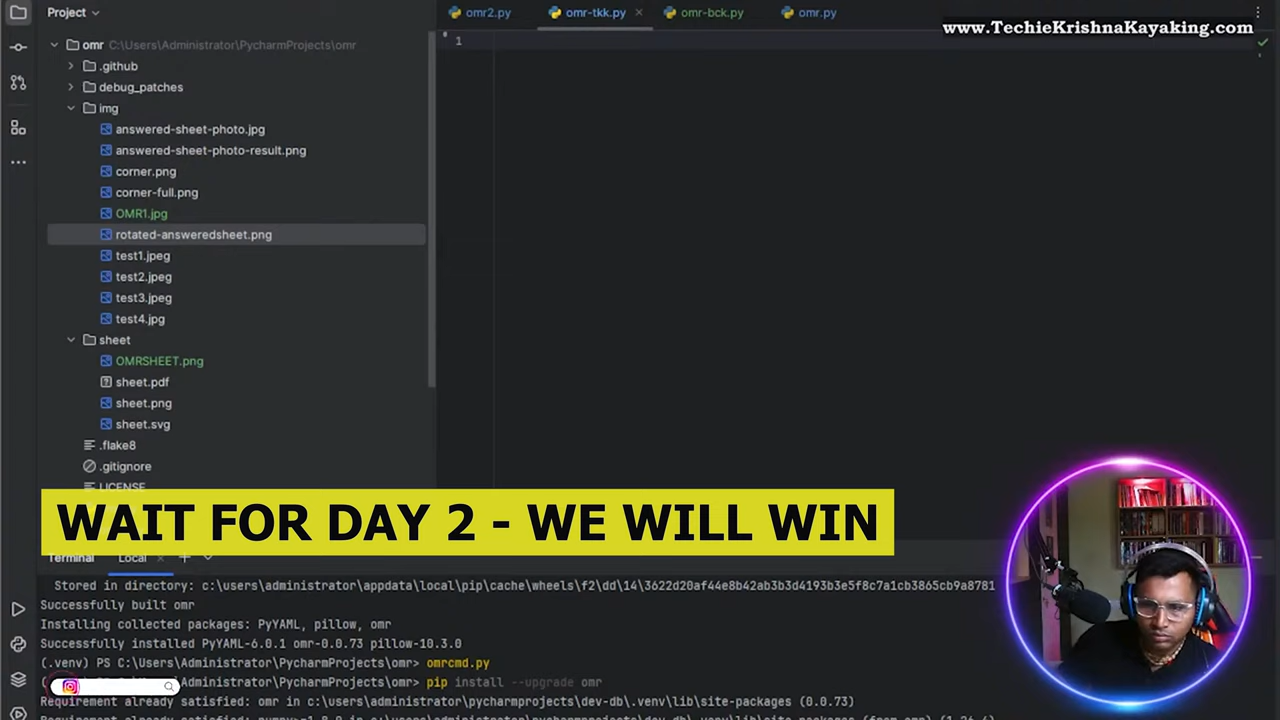 Project
omr2.py
omr-tkk.py
omr-bck.py
omr.py
www.TechieKrishnaKayaking.com
omr C:\Users\Administrator\PycharmProjects\omr
1
.github
debug_patches
img
answered-sheet-photo.jpg
answered-sheet-photo-result.png
corner.png
corner-full.png
OMR1.jpg
rotated-answeredsheet.png
test1.jpeg
test2.jpeg
test3.jpeg
test4.jpg
sheet
OMRSHEET.png
sheet.pdf
sheet.png
sheet.svg
.flake8
.gitignore
LICENSE
WAIT FOR DAY 2 - WE WILL WIN
Terminal Local
Stored in directory: c:\users\administrator\appdata\local\pip\cache\wheels\f2\dd\14\3622d20af44e8b42ab3b3d4193b3e5f8c7a1cb3865cb9a8781
Successfully built omr
Installing collected packages: PyYAML, pillow, omr
Successfully installed PyYAML-6.0.1 omr-0.0.73 pillow-10.3.0
(.venv) PS C:\Users\Administrator\PycharmProjects\omr> omrcmd.py
\Users\Administrator\PycharmProjects\omr> pip install --upgrade omr
Requirement already satisfied: omr in c:\users\administrator\pycharmprojects\dev-db\.venv\lib\site-packages (0.0.73)